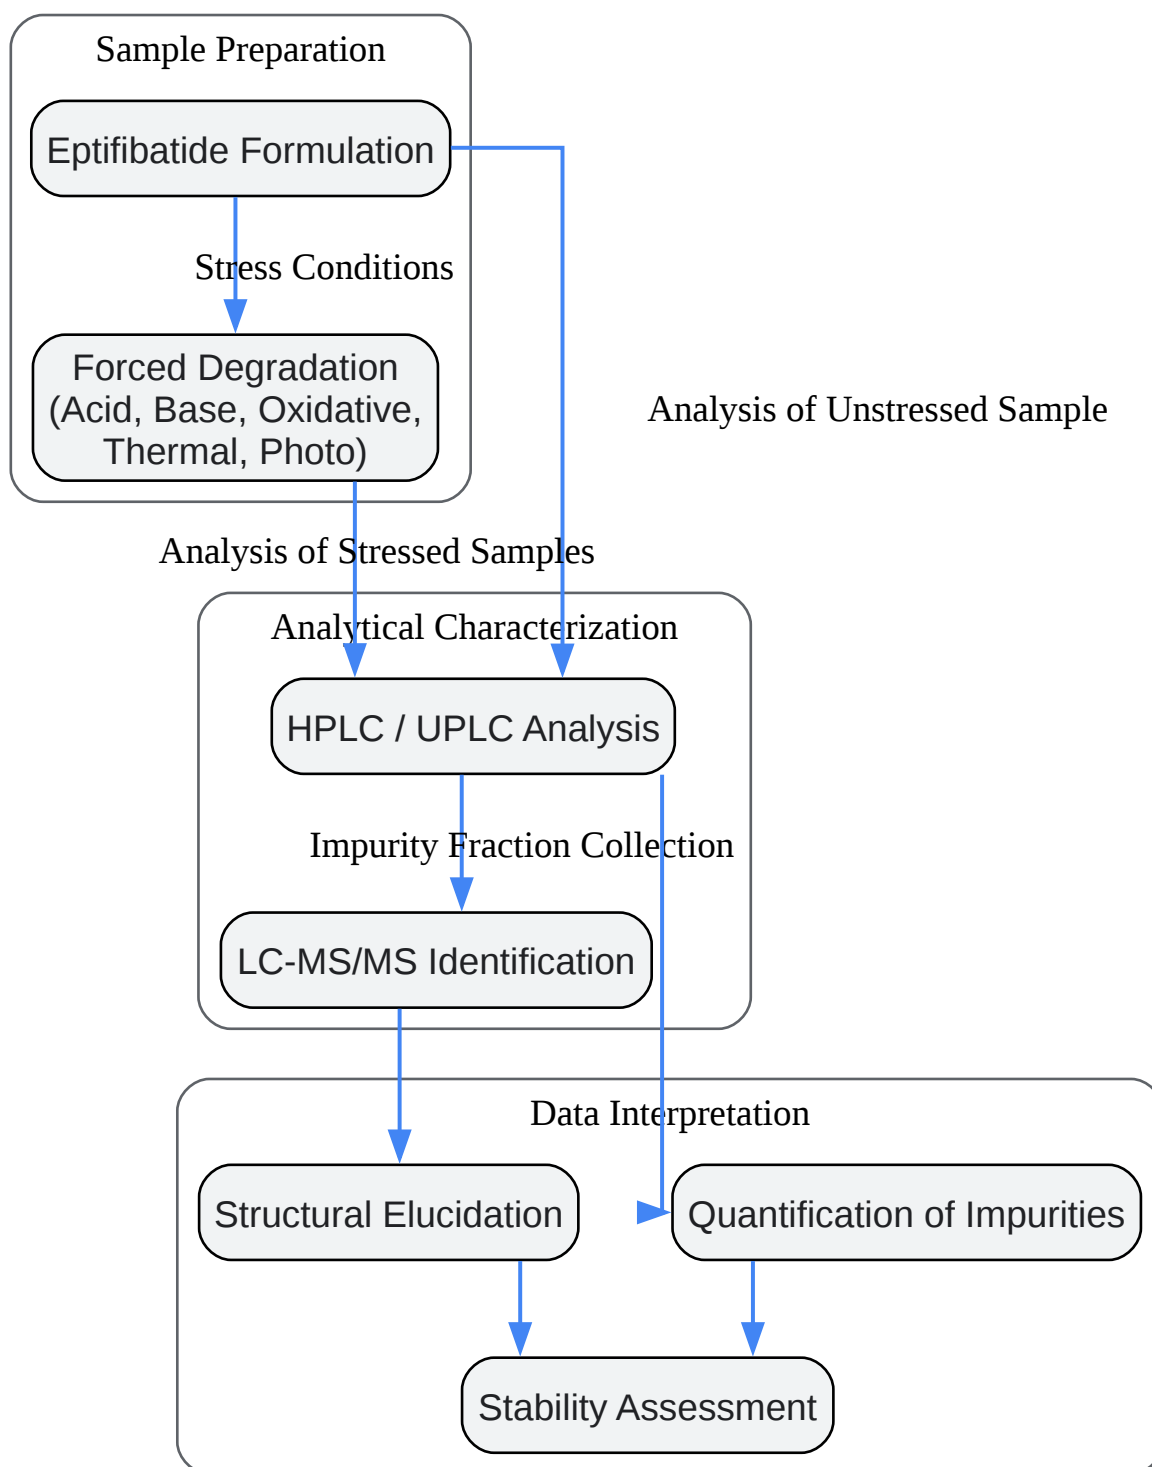 Sample Preparation
Eptifibatide Formulation
Stress Conditions
Forced Degradation
(Acid, Base, Oxidative,
Thermal, Photo)
Analysis of Unstressed Sample
Analysis of Stressed Samples
Analytical Characterization
HPLC / UPLC Analysis
Impurity Fraction Collection
LC-MS/MS Identification
Data Interpretation
Structural Elucidation
Quantification of Impurities
Stability Assessment